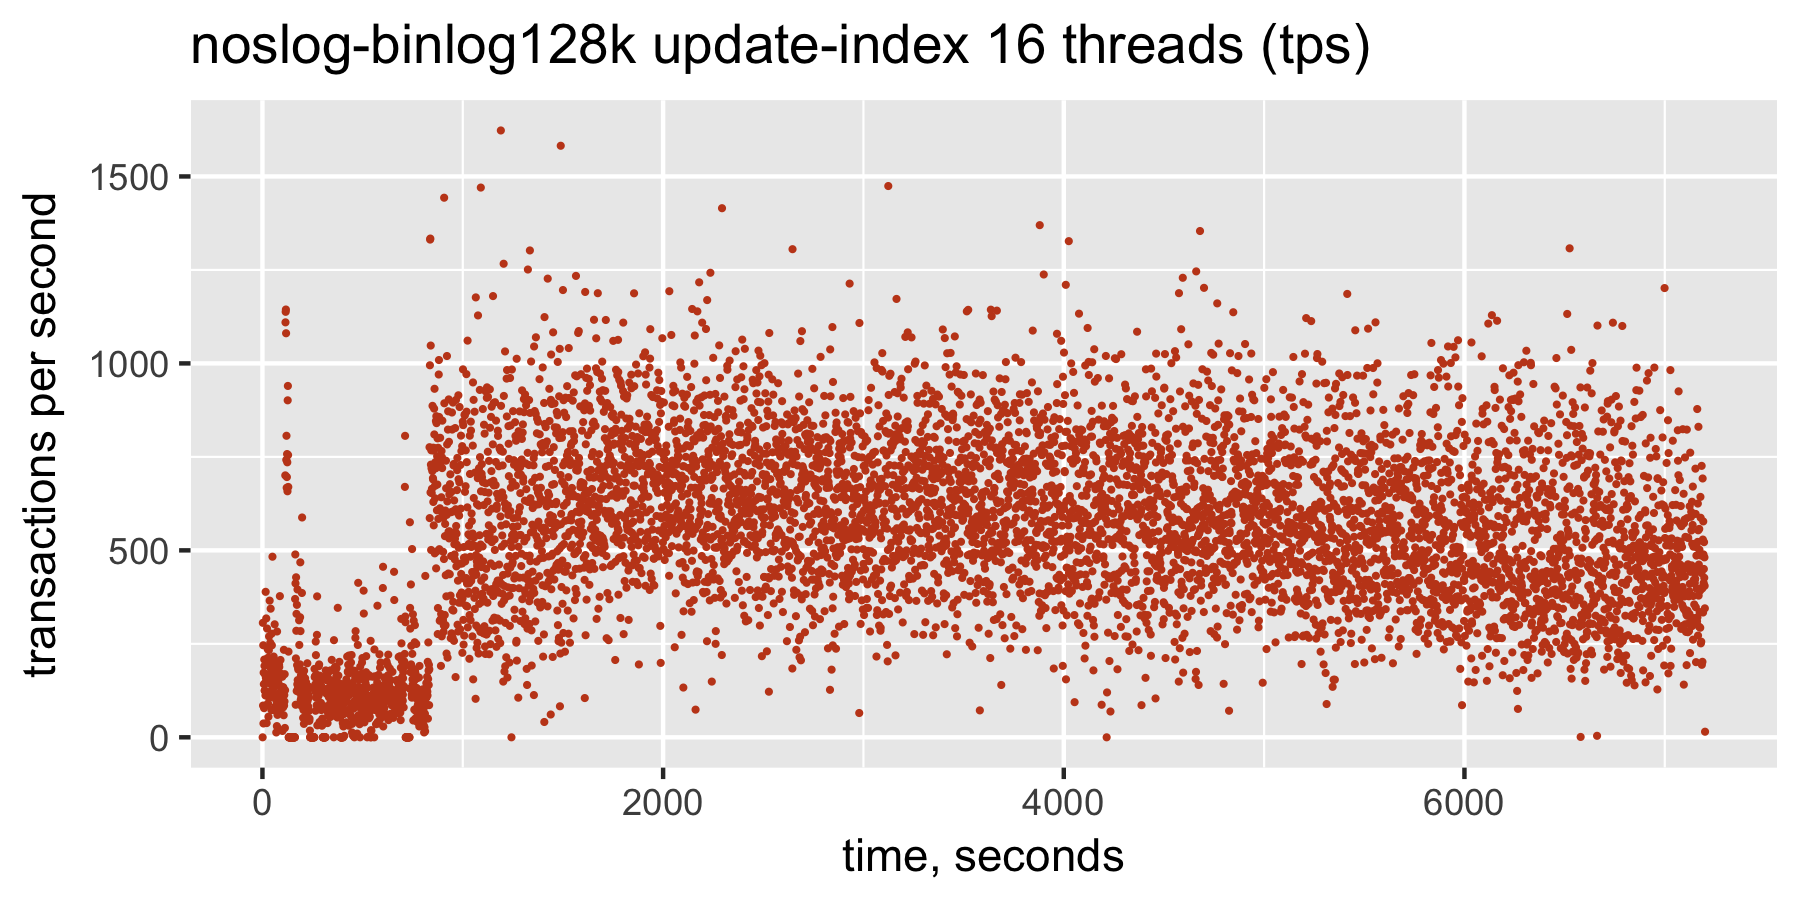 noslog-binlog128k update-index 16 threads (tps)
transactions per second
1500
1000
500
0
0 2000 4000 6000
time, seconds